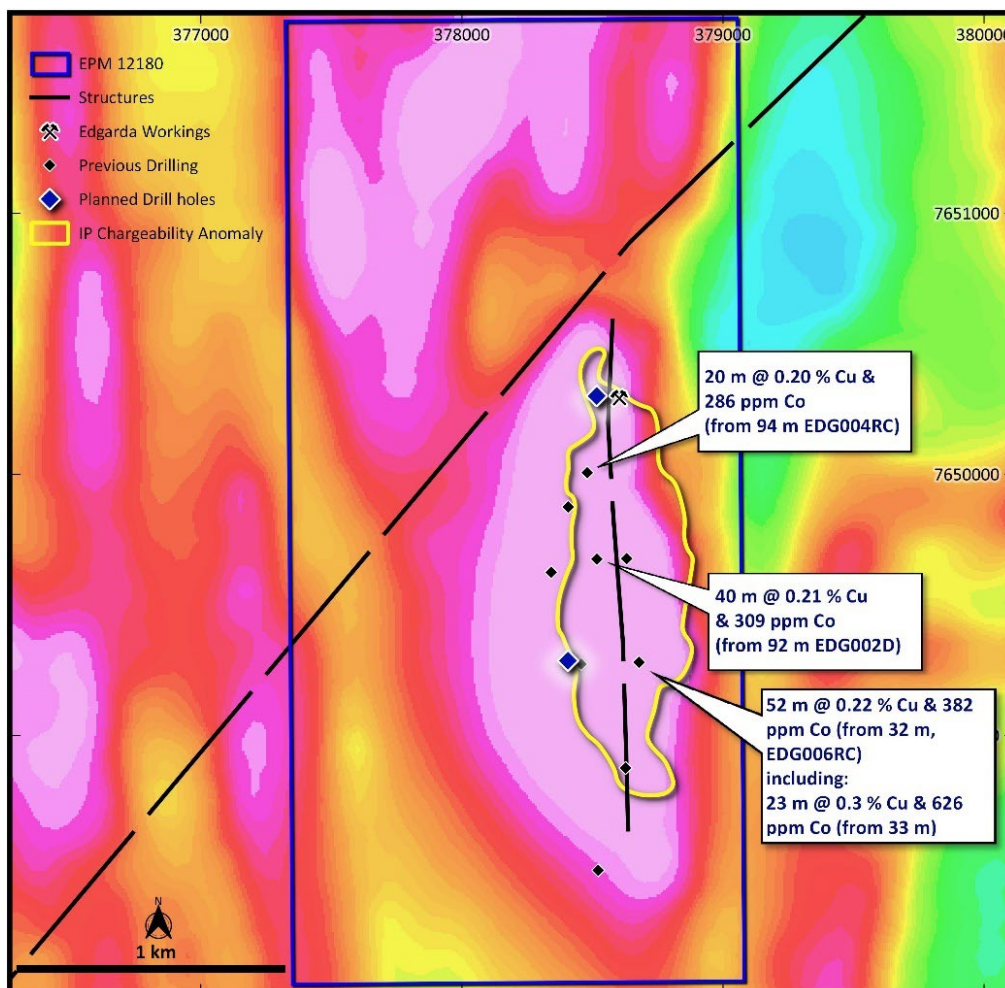 377000
378000
379000
380000
EPM 12180
Structures
Edgarda Workings
Previous Drilling
Planned Drill holes
IP Chargeability Anomaly
7651000
20 m @ 0.20 % Cu &
286 ppm Co
(from 94 m EDG004RC)
7650000
40 m @ 0.21 % Cu
& 309 ppm Co
(from 92 m EDG002D)
52 m @ 0.22 % Cu & 382
ppm Co (from 32 m,
EDG006RC)
including:
23 m @ 0.3 % Cu & 626
ppm Co (from 33 m)
N
1 km